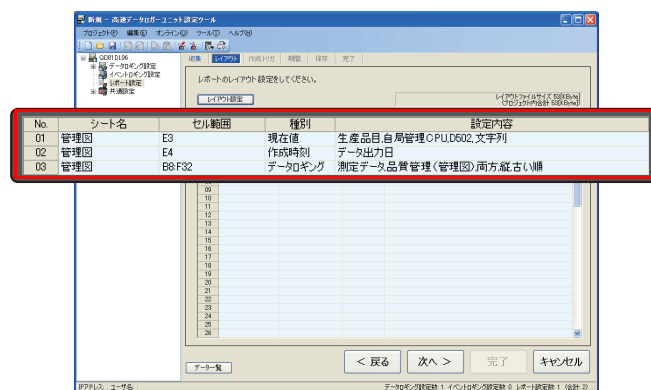 新規 - 高速データロガーユニット設定ツール
プロジェクト(P) 編集(E) オンライン(O) ツール(T) ヘルプ(H)
QD81DL96
データロギング設定
イベントロギング設定
レポート設定
共通設定
収集 レイアウト 作成トリガ 期間 保存 完了
レポートのレイアウト設定をしてください。
レイアウト設定
レイアウトファイルサイズ 53[KByte]
(プロジェクト内合計 53[KByte])
No. シート名 セル範囲 種別 設定内容
01 管理図 E3 現在値 生産品目,自局管理CPU,D502,文字列
02 管理図 E4 作成時刻 データ出力日
03 管理図 B8:F32 データロギング 測定データ,品質管理(管理図),両方,縦,古い順
09
10
11
12
13
14
15
16
17
18
19
20
21
22
23
24
25
26
データ一覧
< 戻る 次へ > 完了 キャンセル
IPアドレス: ユーザ名: データロギング設定数 1 イベントロギング設定数 0 レポート設定数 1 (合計: 2)